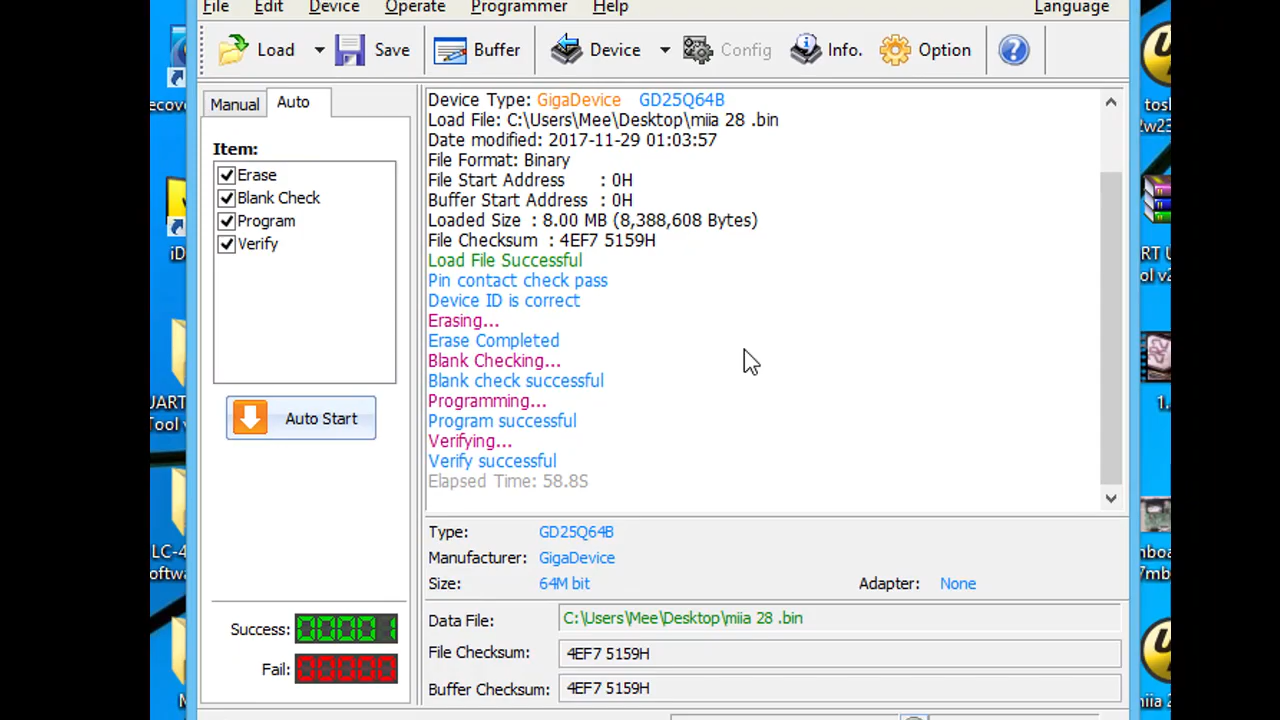 File Edit Device Operate Programmer Help Language
Load Save Buffer Device Config Info. Option
Manual Auto
Item:
Erase
Blank Check
Program
Verify
Auto Start
Success: 00001
Fail: 00000
Device Type: GigaDevice GD25Q64B
Load File: C:\Users\Mee\Desktop\miia 28 .bin
Date modified: 2017-11-29 01:03:57
File Format: Binary
File Start Address : 0H
Buffer Start Address : 0H
Loaded Size : 8.00 MB (8,388,608 Bytes)
File Checksum : 4EF7 5159H
Load File Successful
Pin contact check pass
Device ID is correct
Erasing...
Erase Completed
Blank Checking...
Blank check successful
Programming...
Program successful
Verifying...
Verify successful
Elapsed Time: 58.8S
Type: GD25Q64B
Manufacturer: GigaDevice
Size: 64M bit Adapter: None
Data File: C:\Users\Mee\Desktop\miia 28 .bin
File Checksum: 4EF7 5159H
Buffer Checksum: 4EF7 5159H